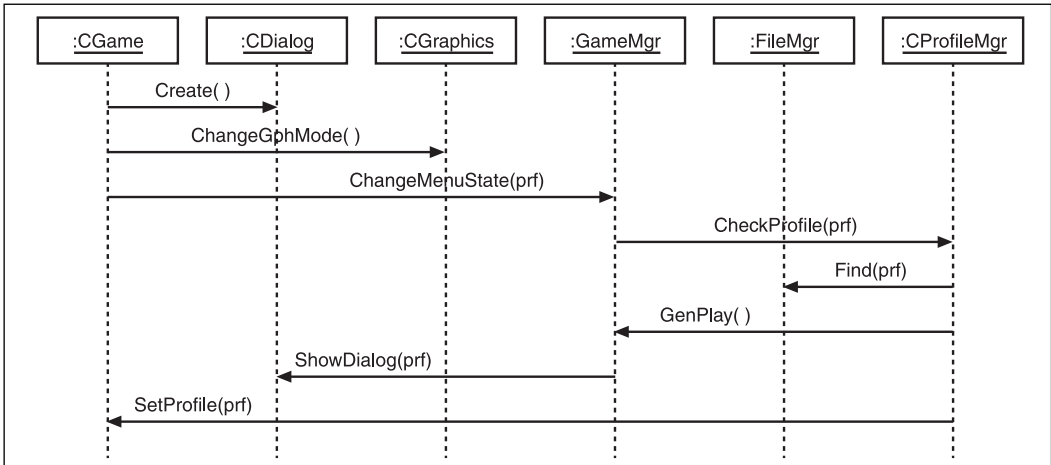 :CGame :CDialog :CGraphics :GameMgr :FileMgr :CProfileMgr
Create( )
ChangeGphMode( )
ChangeMenuState(prf)
CheckProfile(prf)
Find(prf)
GenPlay( )
ShowDialog(prf)
SetProfile(prf)